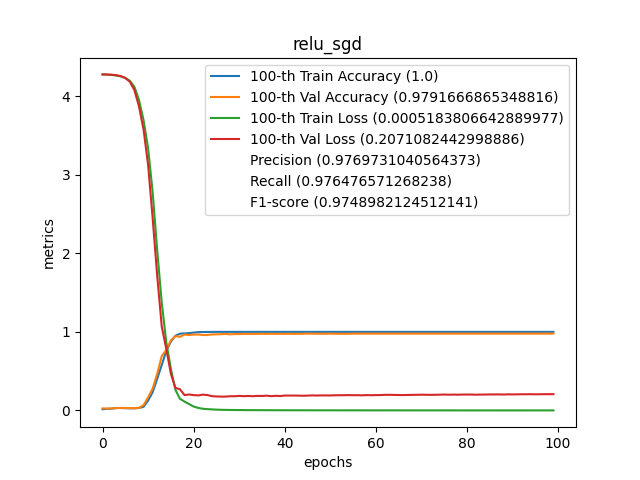 relu_sgd
100-th Train Accuracy (1.0)
100-th Val Accuracy (0.9791666865348816)
100-th Train Loss (0.0005183806642889977)
100-th Val Loss (0.2071082442998886)
Precision (0.9769731040564373)
Recall (0.976476571268238)
F1-score (0.9748982124512141)
4
3
2
1
0
metrics
0 20 40 60 80 100
epochs